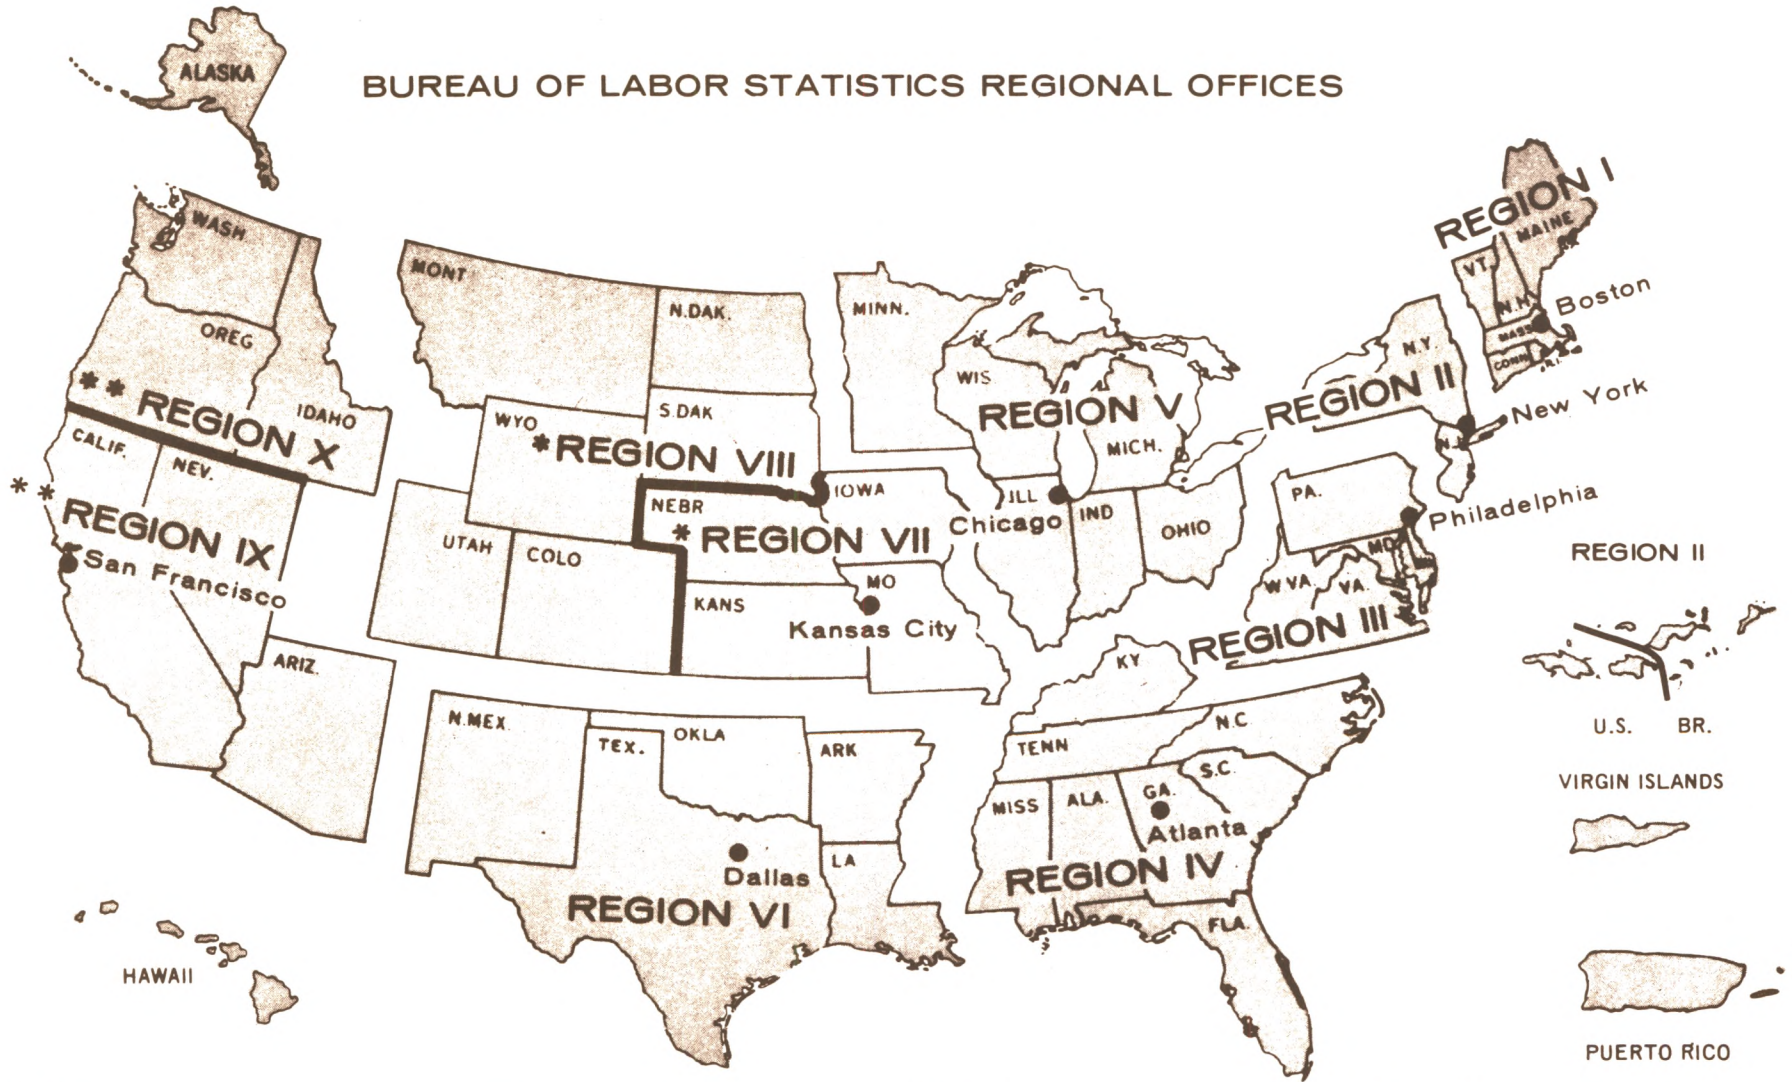 ALASKA
BUREAU OF LABOR STATISTICS REGIONAL OFFICES
REGION I
MAINE
VT.
N.H.
Boston
MASS
CONN
R.I.
WASH
OREG
IDAHO
** REGION X
MONT
N.DAK.
S.DAK
WYO
*REGION VIII
UTAH
COLO
MINN.
WIS
REGION V
MICH.
ILL
Chicago
IND
OHIO
N.Y.
REGION II
New York
N.J.
CALIF.
NEV.
**
REGION IX
San Francisco
ARIZ.
NEBR
IOWA
* REGION VII
KANS
MO
Kansas City
PA.
Philadelphia
MD
W VA.
VA.
REGION III
REGION II
U.S. BR.
VIRGIN ISLANDS
PUERTO RICO
KY
TENN
N.C.
S.C.
MISS
ALA.
GA.
Atlanta
REGION IV
FLA.
N.MEX.
TEX.
OKLA
ARK
LA
Dallas
REGION VI
HAWAII